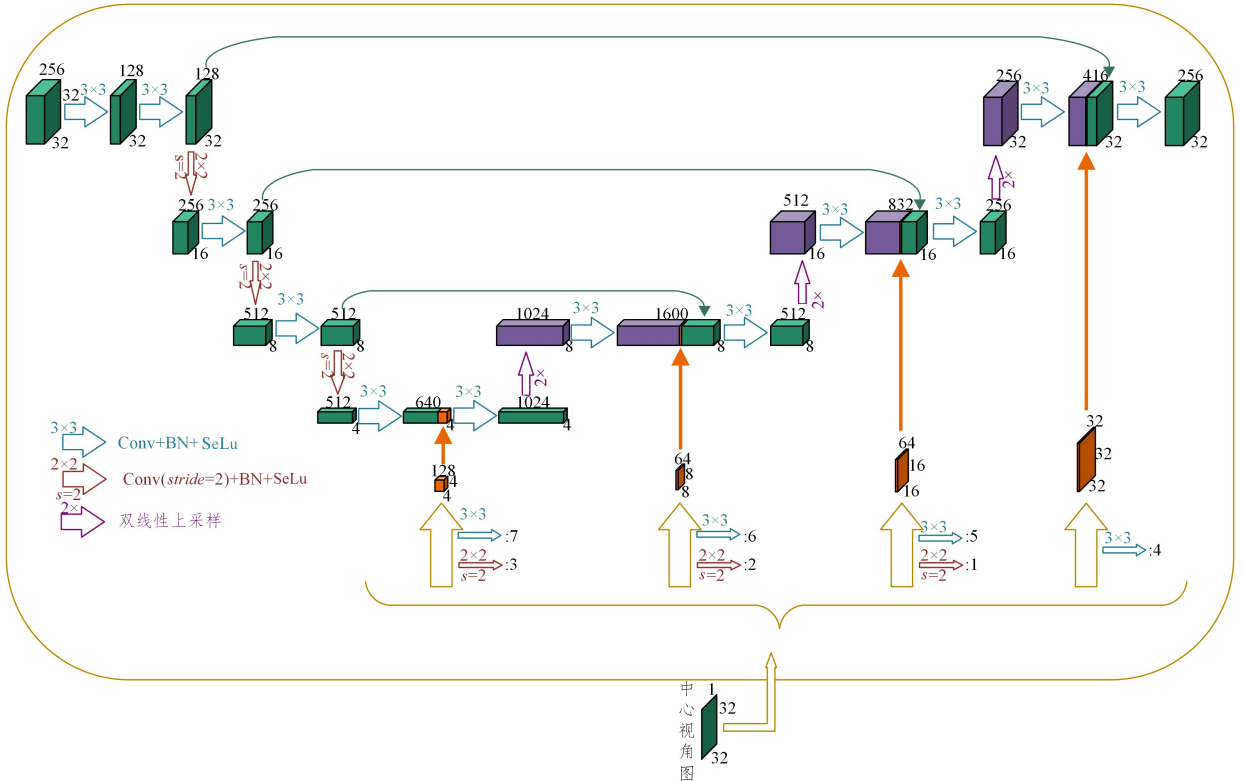 256 128 128
32 3×3 3×3
32 32 32
2×2
s=2
256 3×3 256
16 16
2×2
s=2
512 3×3 512
8 8
2×2
s=2
512 3×3 640 3×3 1024
4 4 4
2×
1024 3×3 1600 3×3 512
8 8 8
2×
512 3×3 832 3×3 256
16 16 16
2×
256 3×3 416 3×3 256
32 32 32
3×3
Conv+BN+SeLu
2×2
s=2
Conv(stride=2)+BN+SeLu
2×
双线性上采样
128
4
4
3×3 :7
2×2
s=2 :3
64
8
8
3×3 :6
2×2
s=2 :2
64
16
16
3×3 :5
2×2
s=2 :1
32
32
32
3×3 :4
中心视角图
1
32
32